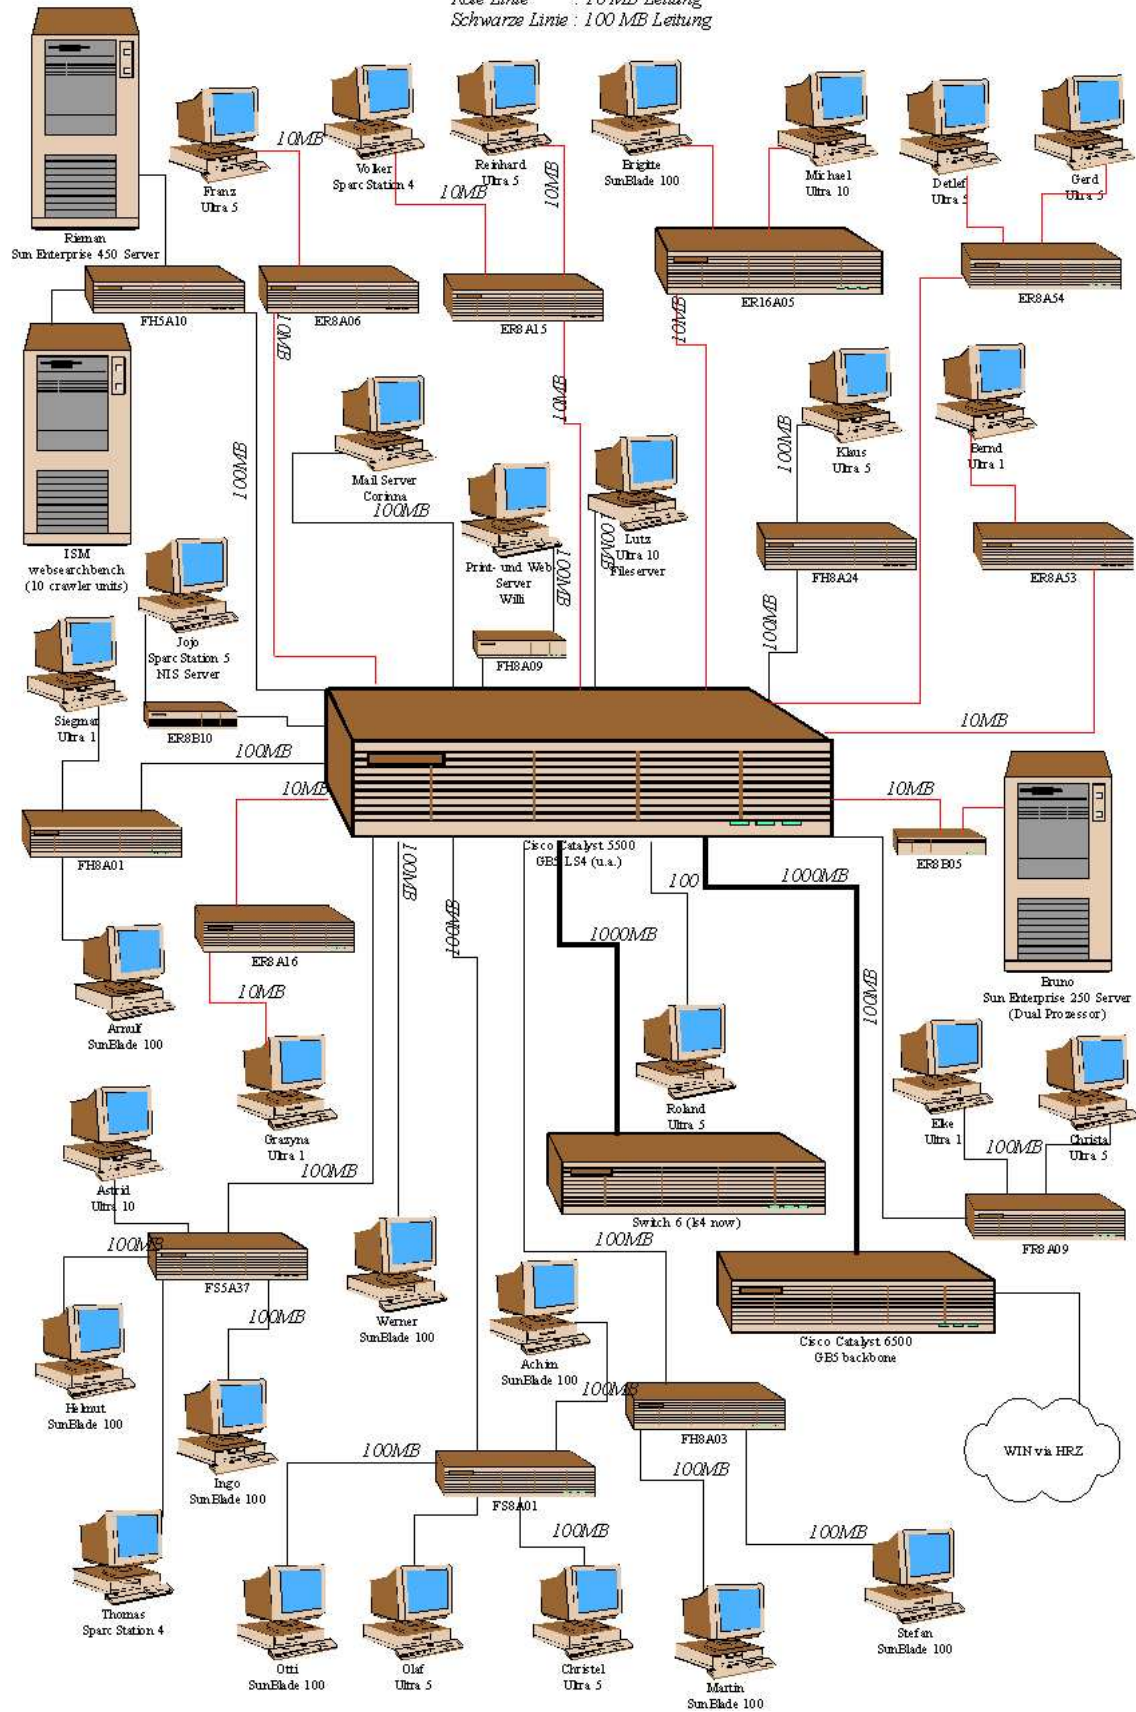 Rote Linie : 10 MB Leitung
Schwarze Linie : 100 MB Leitung
10MB
Franz
Ultra 5
Volker
Sparc Station 4
Reinhard
Ultra 5
Brigitte
SunBlade 100
Michael
Ultra 10
Detlef
Ultra 5
Gerd
Ultra 5
10MB
10MB
Rieman
Sun Enterprise 450 Server
FH5A10
ER8A06
ER8A15
ER16A05
ER8A54
10MB
10MB
10MB
100MB
Mail Server
Corinna
100MB
Print- und Web
Server
Willi
100MB
Lutz
Ultra 10
Fileserver
100MB
100MB
Klaus
Ultra 5
Bernd
Ultra 1
ISM
websearchbench
(10 crawler units)
FH8A24
ER8A53
100MB
Jojo
Sparc Station 5
NIS Server
FH8A09
Siegmar
Ultra 1
ER8B10
100MB
10MB
10MB
10MB
FH8A01
Cisco Catalyst 5500
GB5 LS4 (u.a.)
ER8B05
100MB
100MB
100
1000MB
1000MB
100MB
ER8A16
10MB
Arnulf
SunBlade 100
Bruno
Sun Enterprise 250 Server
(Dual Prozessor)
Roland
Ultra 5
Elke
Ultra 1
Christa
Ultra 5
100MB
Grazyna
Ultra 1
100MB
Astrid
Ultra 10
Switch 6 (ls4 now)
100MB
FR8A09
100MB
FS5A37
100MB
Werner
SunBlade 100
Achim
SunBlade 100
Cisco Catalyst 6500
GB5 backbone
Helmut
SunBlade 100
100MB
FH8A03
WIN via HRZ
100MB
100MB
Ingo
SunBlade 100
FS8A01
100MB
100MB
Thomas
Sparc Station 4
Otti
SunBlade 100
Olaf
Ultra 5
Christel
Ultra 5
Martin
SunBlade 100
Stefan
SunBlade 100